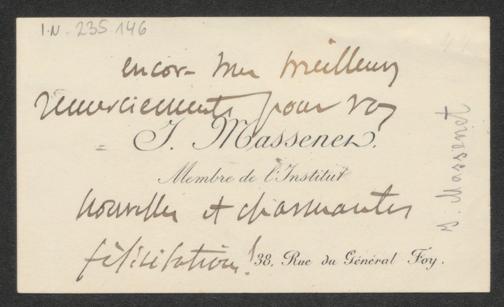 I.N. 235 146
encor- mes meilleurs
remerciements pour vos
J. Massenet.
Membre de l'Institut
nouvelles et charmantes
félicitations!
38, Rue du Général Foy.
J. Massenet